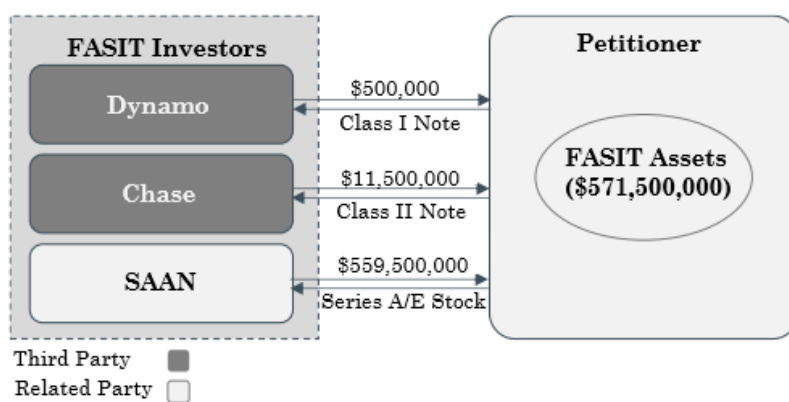 FASIT Investors
Dynamo
Chase
SAAN
$500,000
Class I Note
$11,500,000
Class II Note
$559,500,000
Series A/E Stock
Petitioner
FASIT Assets
($571,500,000)
Third Party
Related Party